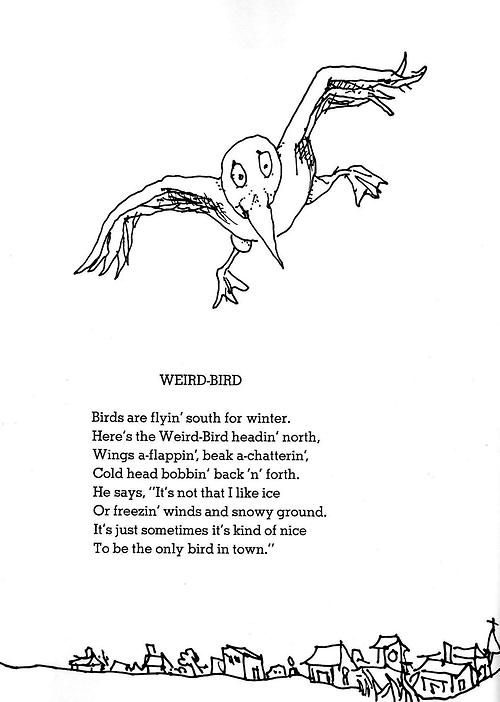 WEIRD-BIRD
Birds are flyin' south for winter.
Here's the Weird-Bird headin' north,
Wings a-flappin', beak a-chatterin',
Cold head bobbin' back 'n' forth.
He says, "It's not that I like ice
Or freezin' winds and snowy ground.
It's just sometimes it's kind of nice
To be the only bird in town."